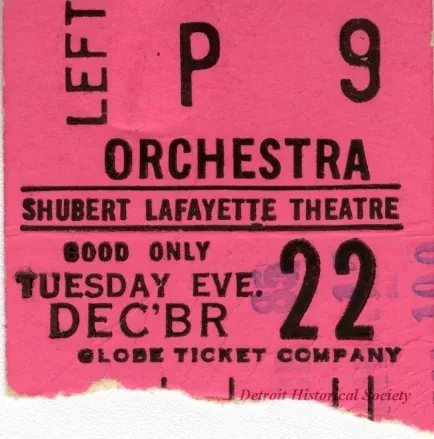 LEFT
P 9
ORCHESTRA
SHUBERT LAFAYETTE THEATRE
GOOD ONLY
TUESDAY EVE. 22
DEC'BR
GLOBE TICKET COMPANY
Detroit Historical Society